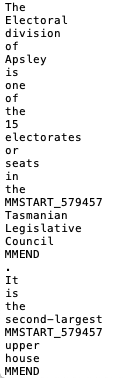 The
Electoral
division
of
Apsley
is
one
of
the
15
electorates
or
seats
in
the
MMSTART_579457
Tasmanian
Legislative
Council
MMEND
.
It
is
the
second-largest
MMSTART_579457
upper
house
MMEND